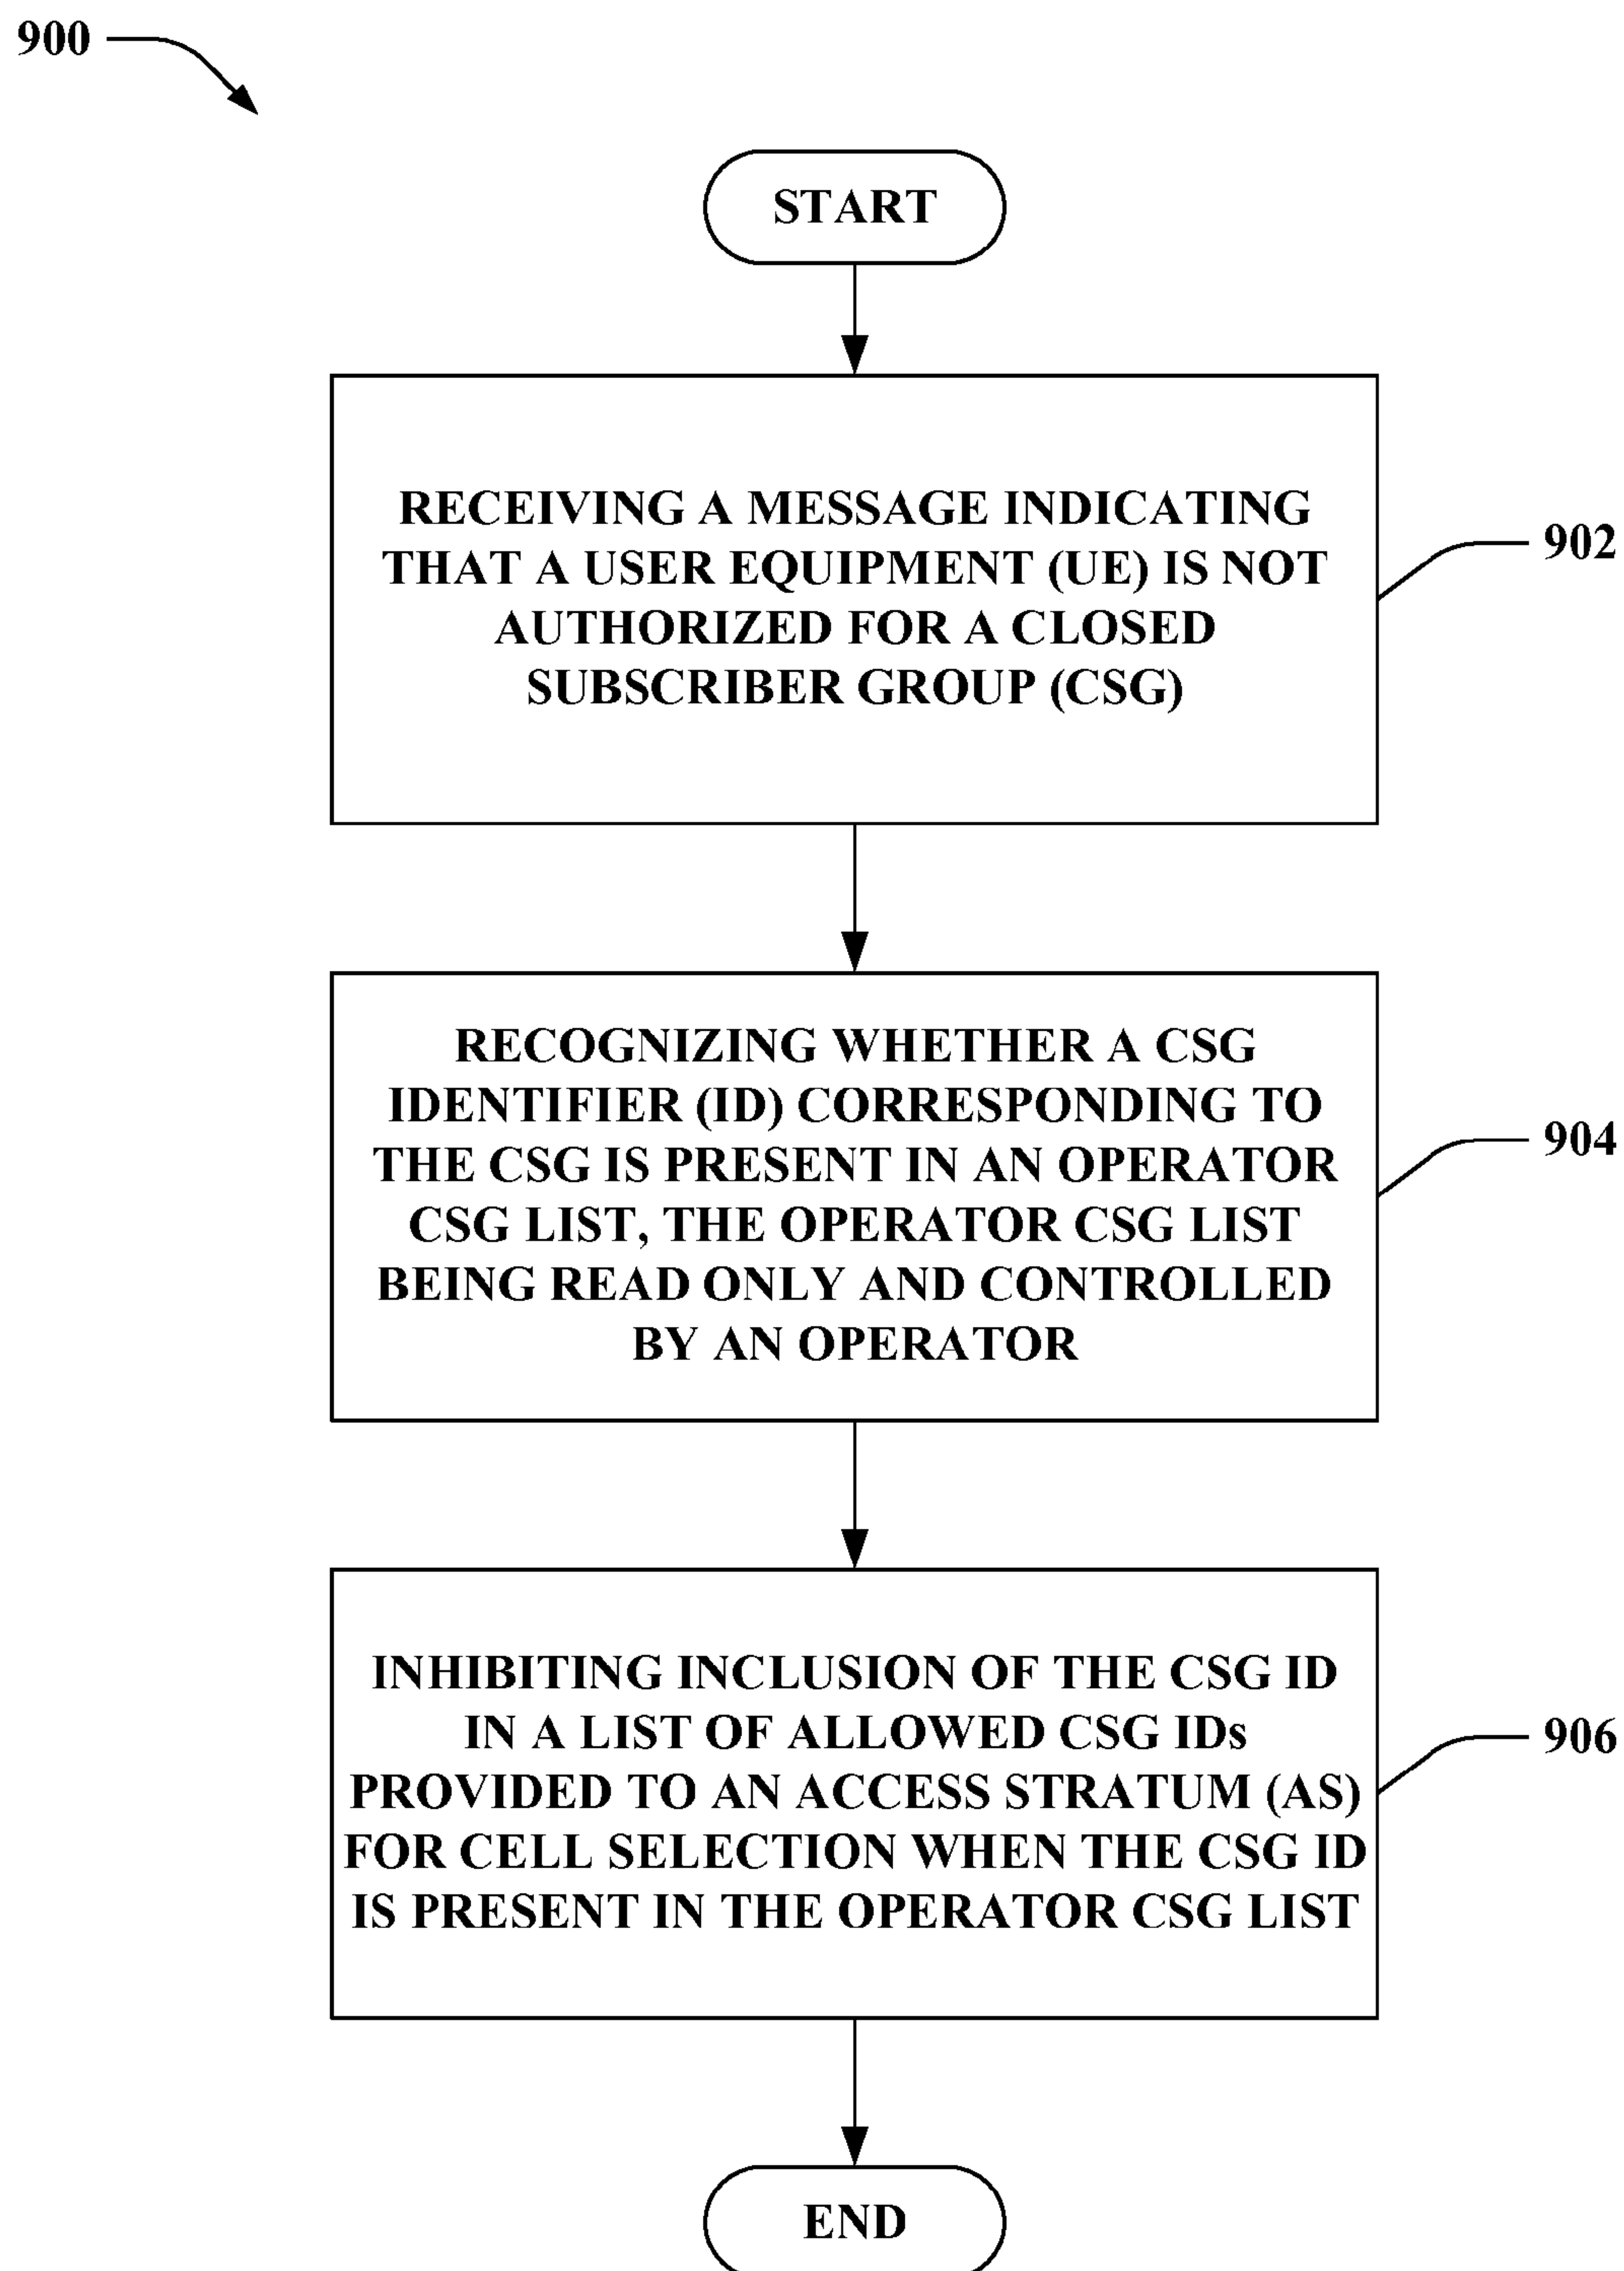 900
START
RECEIVING A MESSAGE INDICATING
THAT A USER EQUIPMENT (UE) IS NOT
AUTHORIZED FOR A CLOSED
SUBSCRIBER GROUP (CSG)
902
RECOGNIZING WHETHER A CSG
IDENTIFIER (ID) CORRESPONDING TO
THE CSG IS PRESENT IN AN OPERATOR
CSG LIST, THE OPERATOR CSG LIST
BEING READ ONLY AND CONTROLLED
BY AN OPERATOR
904
INHIBITING INCLUSION OF THE CSG ID
IN A LIST OF ALLOWED CSG IDs
PROVIDED TO AN ACCESS STRATUM (AS)
FOR CELL SELECTION WHEN THE CSG ID
IS PRESENT IN THE OPERATOR CSG LIST
906
END